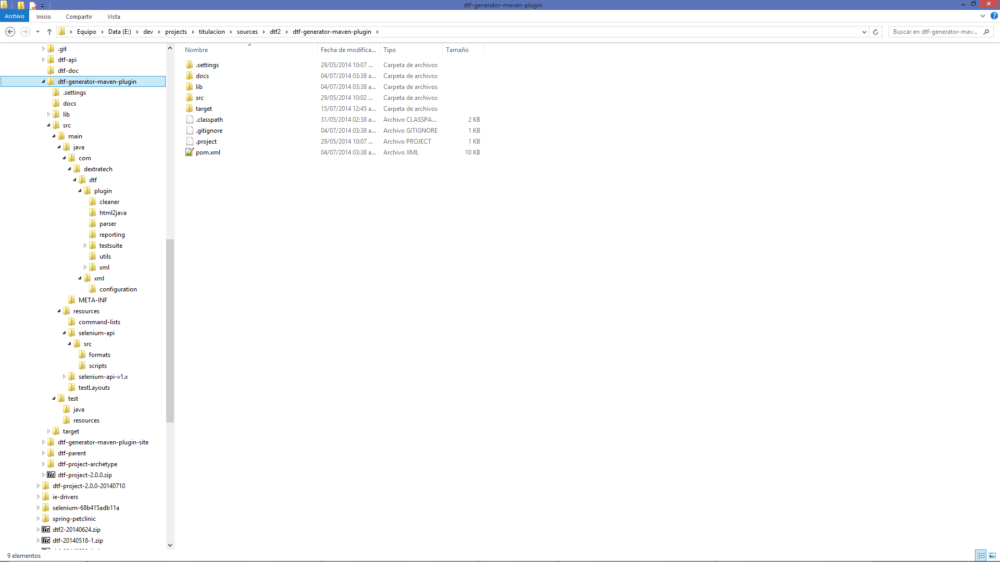 dtf-generator-maven-plugin
Archivo Inicio Compartir Vista
Equipo Data (E:) dev projects titulacion sources dtf2 dtf-generator-maven-plugin
Buscar en dtf-generator-mav...
.git
dtf-api
dtf-doc
dtf-generator-maven-plugin
.settings
docs
lib
src
main
java
com
dextratech
dtf
plugin
cleaner
html2java
parser
reporting
testsuite
utils
xml
xml
configuration
META-INF
resources
command-lists
selenium-api
src
formats
scripts
selenium-api-v1.x
testLayouts
test
java
resources
target
dtf-generator-maven-plugin-site
dtf-parent
dtf-project-archetype
dtf-project-2.0.0.zip
dtf-project-2.0.0-20140710
ie-drivers
selenium-68b415adb11a
spring-petclinic
dtf2-20140624.zip
dtf-20140518-1.zip
Nombre Fecha de modifica... Tipo Tamaño
.settings 29/05/2014 10:07 ... Carpeta de archivos
docs 04/07/2014 03:38 a... Carpeta de archivos
lib 04/07/2014 03:38 a... Carpeta de archivos
src 29/05/2014 10:02 ... Carpeta de archivos
target 15/07/2014 12:45 a... Carpeta de archivos
.classpath 31/05/2014 02:38 a... Archivo CLASSPA... 2 KB
.gitignore 04/07/2014 03:38 a... Archivo GITIGNORE 1 KB
.project 29/05/2014 10:07 ... Archivo PROJECT 1 KB
pom.xml 04/07/2014 03:38 a... Archivo XML 10 KB
9 elementos